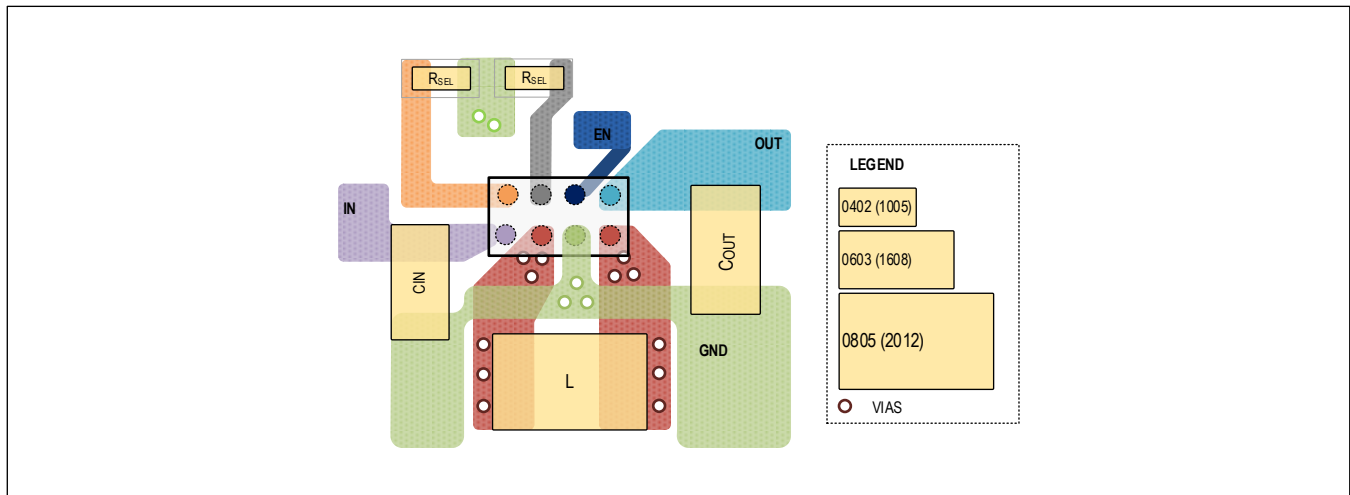 RSEL
RSEL
EN
OUT
IN
CIN
COUT
GND
L
LEGEND
0402 (1005)
0603 (1608)
0805 (2012)
VIAS